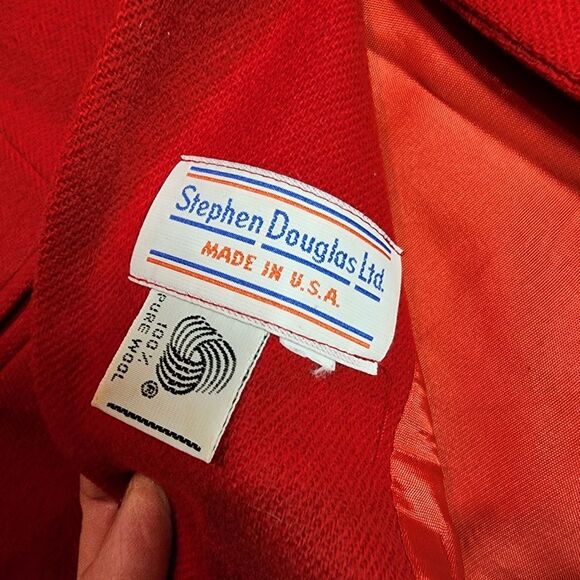 Stephen Douglas Ltd.
MADE IN U.S.A.
100%
PURE WOOL
®